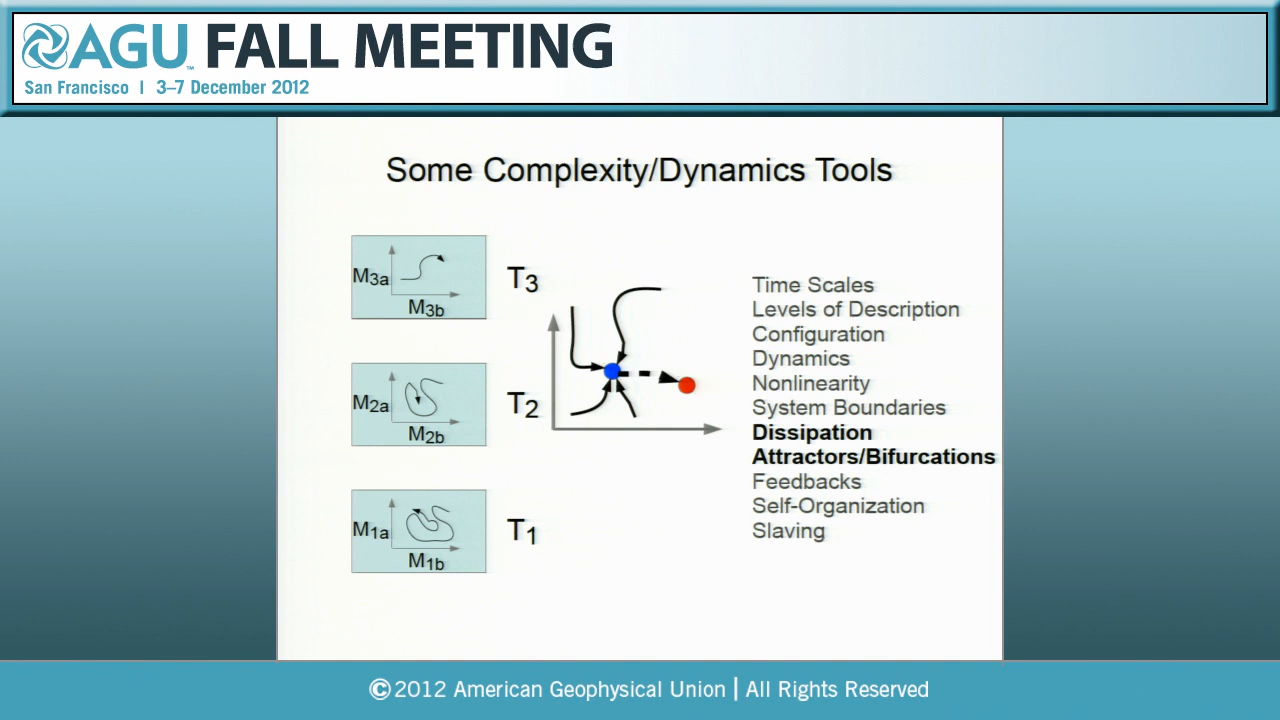 AGU FALL MEETING
San Francisco | 3–7 December 2012
Some Complexity/Dynamics Tools
M3a
M3b
T3
M2a
M2b
T2
M1a
M1b
T1
Time Scales
Levels of Description
Configuration
Dynamics
Nonlinearity
System Boundaries
Dissipation
Attractors/Bifurcations
Feedbacks
Self-Organization
Slaving
©2012 American Geophysical Union | All Rights Reserved